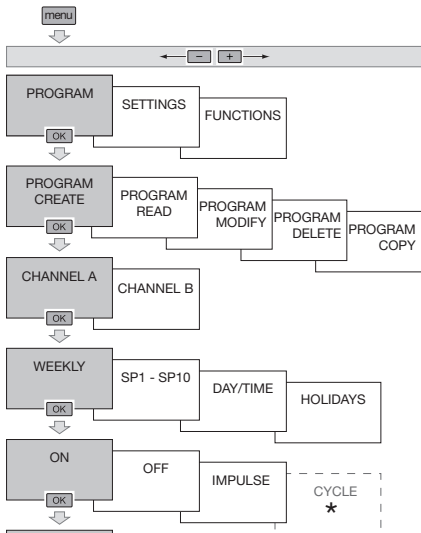 menu
- +
PROGRAM
SETTINGS
FUNCTIONS
OK
PROGRAM
CREATE
PROGRAM
READ
PROGRAM
MODIFY
PROGRAM
DELETE
PROGRAM
COPY
OK
CHANNEL A
CHANNEL B
OK
WEEKLY
SP1 - SP10
DAY/TIME
HOLIDAYS
OK
ON
OFF
IMPULSE
CYCLE
*
OK